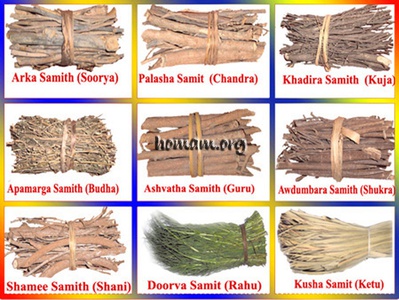 Arka Samith (Soorya)
Palasha Samit (Chandra)
Khadira Samith (Kuja)
homam.org
Apamarga Samith (Budha)
Ashvatha Samith (Guru)
Awdumbara Samith (Shukra)
Shamee Samith (Shani)
Doorva Samit (Rahu)
Kusha Samit (Ketu)